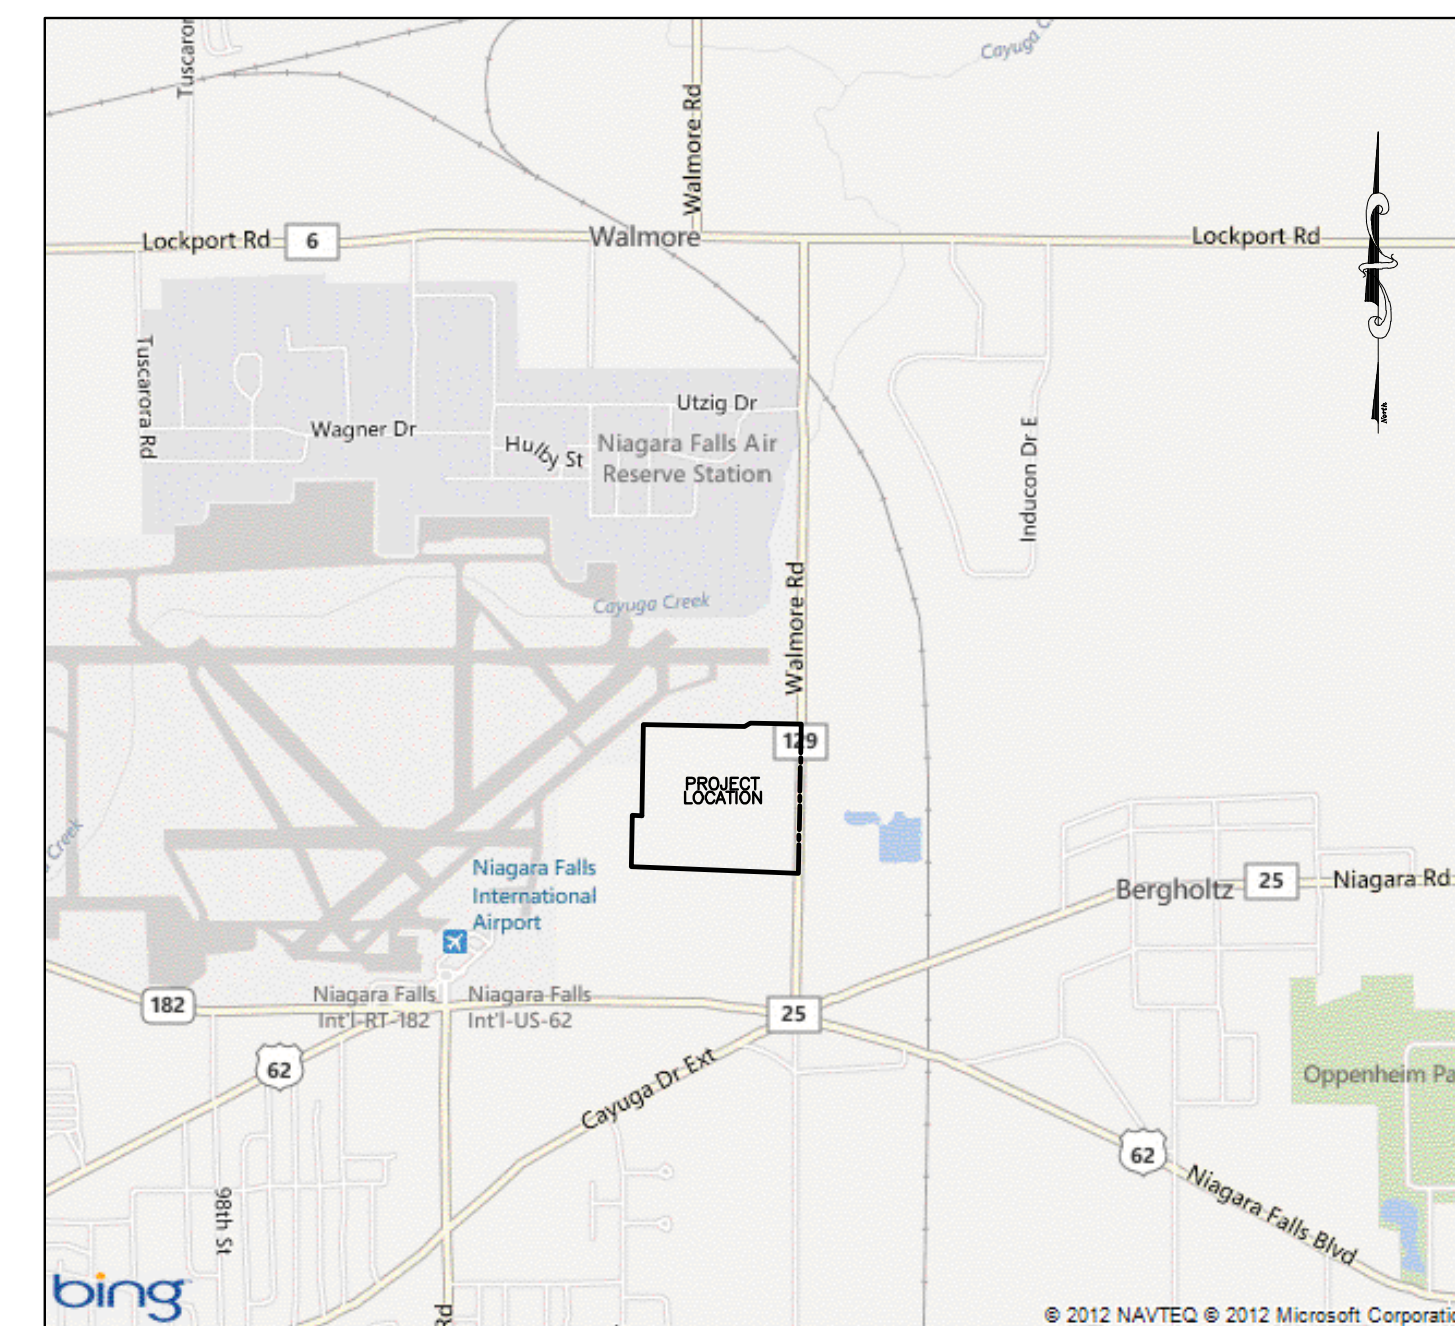 Tuscaror
Cayuga C
Walmore Rd
Lockport Rd
6
Walmore
Lockport Rd
North
Tuscarora Rd
Utzig Dr
Wagner Dr
Hulby St
Niagara Falls Air
Reserve Station
Inducon Dr E
Walmore Rd
Cayuga Creek
129
PROJECT
LOCATION
Creek
Niagara Falls
International
Airport
Bergholtz
25
Niagara Rd
182
Niagara Falls
Int'l-RT-182
Niagara Falls
Int'l-US-62
25
62
Cayuga Dr Ext
Oppenheim Pa
62
Niagara Falls Blvd
98th St
Rd
bing
© 2012 NAVTEQ © 2012 Microsoft Corporatio